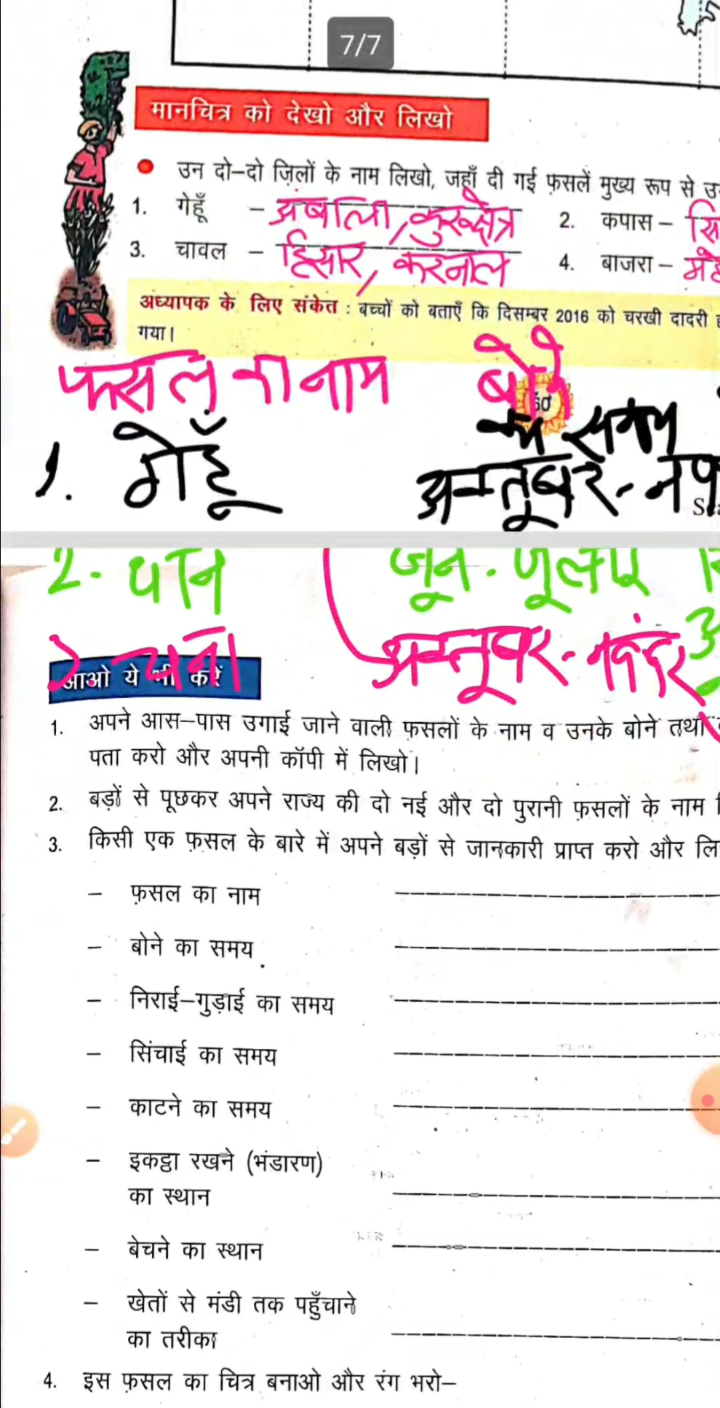 7/7
मानचित्र को देखो और लिखो
उन दो-दो ज़िलों के नाम लिखो, जहाँ दी गई फ़सलें मुख्य रूप से
1. गेहूँ - अंबाला, कुरुक्षेत्र 2. कपास -
3. चावल - हिसार, करनाल 4. बाजरा -
अध्यापक के लिए संकेत : बच्चों को बताएँ कि दिसम्बर 2016 को चरखी दादरी
गया।
फसल का नाम बोने
60
का समय
1. गेहूँ अक्तूबर-नव
2. धान जून-जुलाई
चना अक्तूबर-
आओ ये भी करें
1. अपने आस-पास उगाई जाने वाली फ़सलों के नाम व उनके बोने तथा
पता करो और अपनी कॉपी में लिखो।
2. बड़ों से पूछकर अपने राज्य की दो नई और दो पुरानी फ़सलों के नाम
3. किसी एक फ़सल के बारे में अपने बड़ों से जानकारी प्राप्त करो और
- फ़सल का नाम
- बोने का समय
- निराई-गुड़ाई का समय
- सिंचाई का समय
- काटने का समय
- इकट्ठा रखने (भंडारण)
का स्थान
- बेचने का स्थान
- खेतों से मंडी तक पहुँचाने
का तरीका
4. इस फ़सल का चित्र बनाओ और रंग भरो-